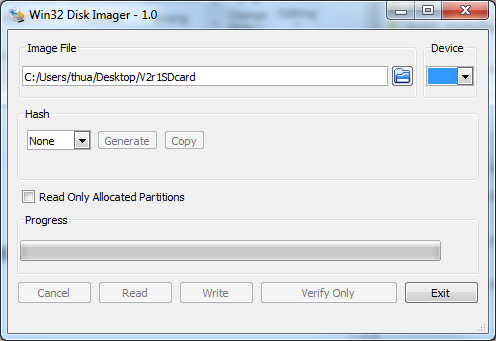 Win32 Disk Imager - 1.0
Image File
Device
C:/Users/thua/Desktop/V2r1SDcard
Hash
None
Generate
Copy
Read Only Allocated Partitions
Progress
Cancel
Read
Write
Verify Only
Exit